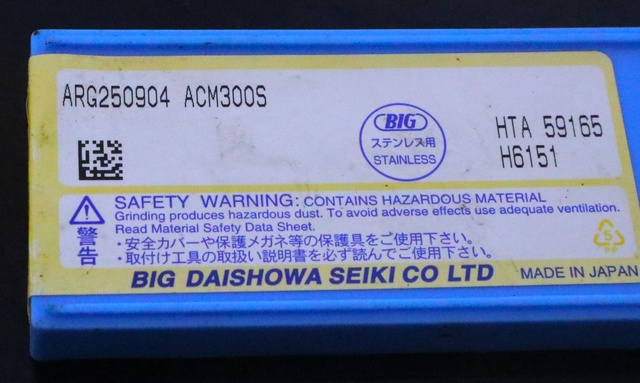 ARG250904 ACM300S
BIG
ステンレス用
STAINLESS
HTA 59165
H6151
SAFETY WARNING: CONTAINS HAZARDOUS MATERIAL
Grinding produces hazardous dust. To avoid adverse effects use adequate ventilation.
Read Material Safety Data Sheet.
警告
・安全カバーや保護メガネ等の保護具をご使用下さい。
・取付け工具の取扱い説明書を必ず読んでご使用下さい。
5
PP
BIG DAISHOWA SEIKI CO LTD
MADE IN JAPAN